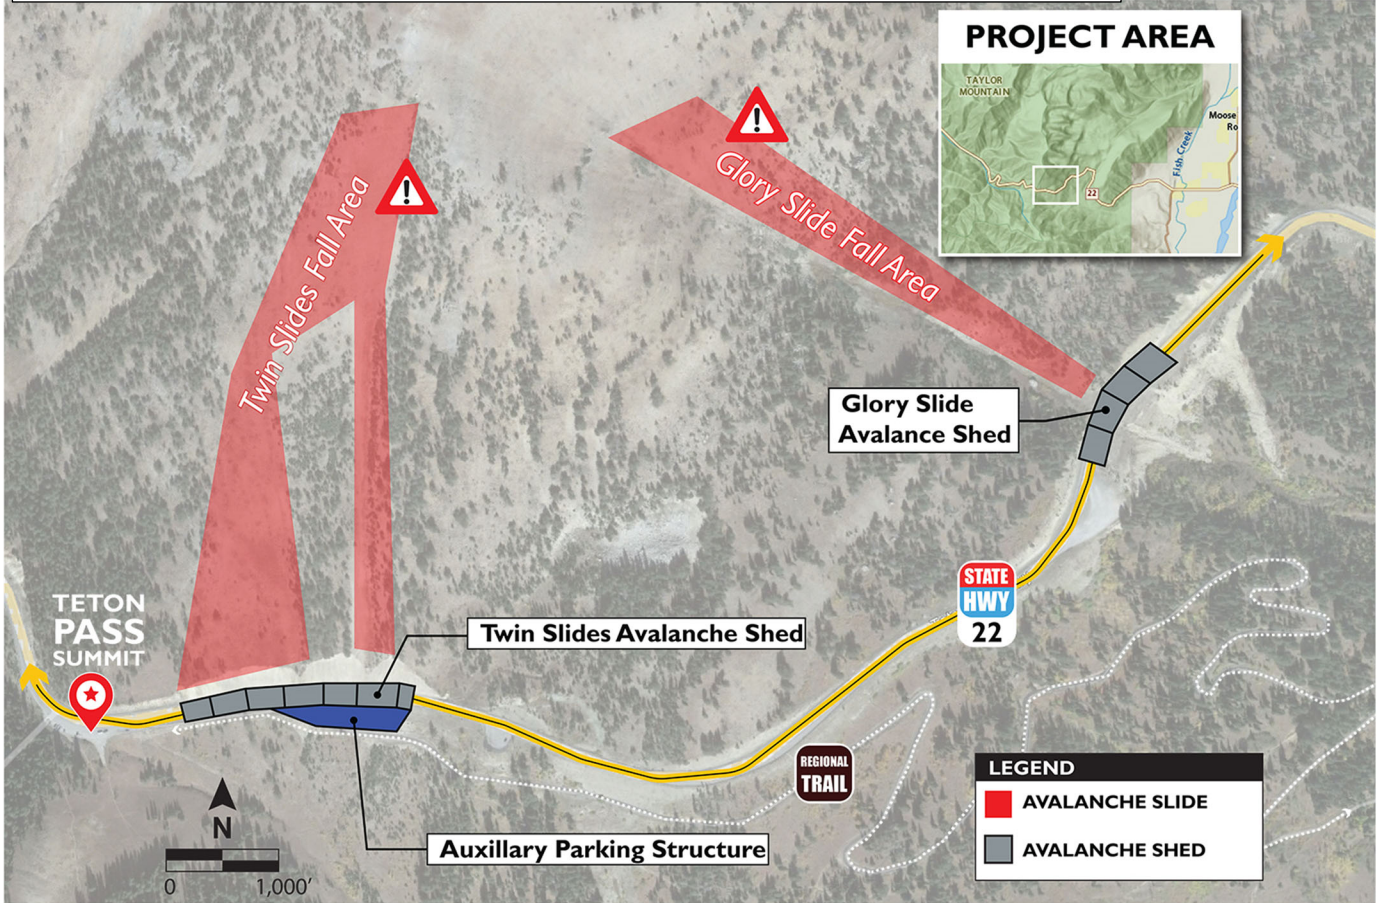 PROJECT AREA
TAYLOR
MOUNTAIN
Moose
Ro
Fish Creek
22
Twin Slides Fall Area
Glory Slide Fall Area
Glory Slide
Avalance Shed
STATE
HWY
22
TETON
PASS
SUMMIT
Twin Slides Avalanche Shed
REGIONAL
TRAIL
Auxillary Parking Structure
N
0 1,000'
LEGEND
AVALANCHE SLIDE
AVALANCHE SHED